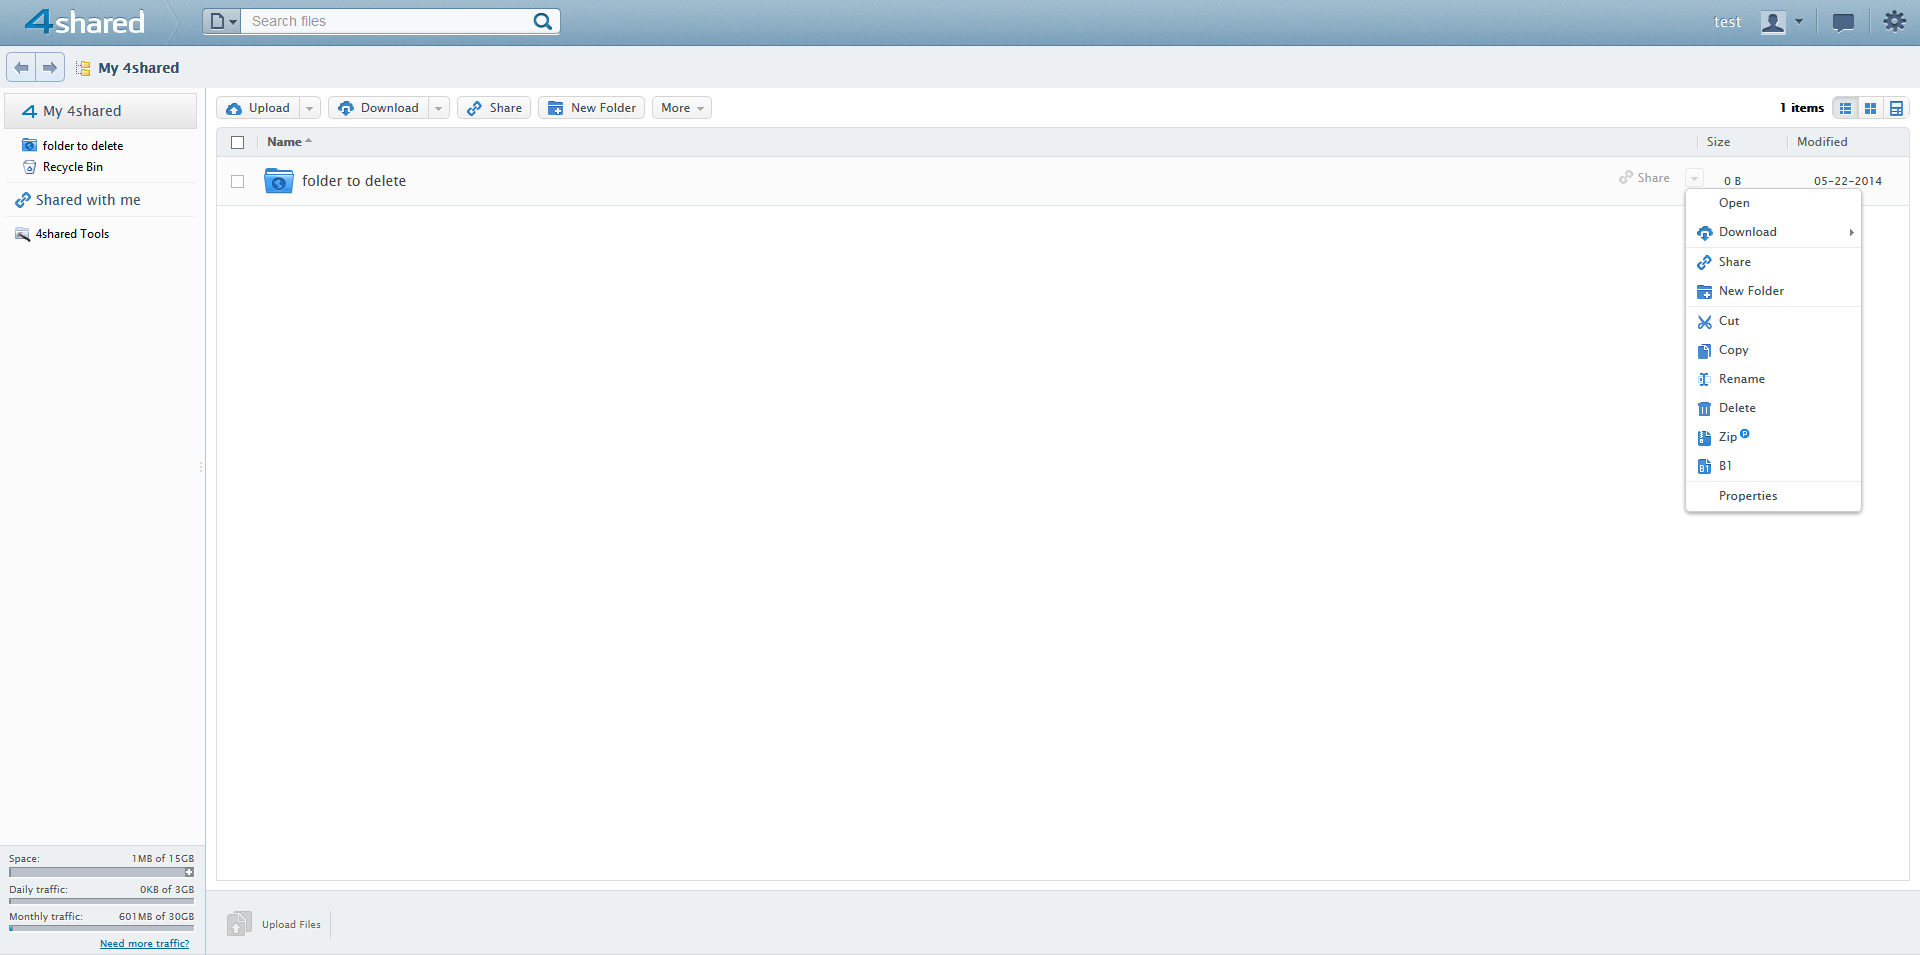 4shared
Search files
test
My 4shared
My 4shared
folder to delete
Recycle Bin
Shared with me
4shared Tools
Upload Download Share New Folder More
1 items
Name Size Modified
folder to delete Share 0 B 05-22-2014
Open
Download
Share
New Folder
Cut
Copy
Rename
Delete
Zip P
B1
Properties
Space: 1MB of 15GB
Daily traffic: 0KB of 3GB
Monthly traffic: 601MB of 30GB
Need more traffic?
Upload Files